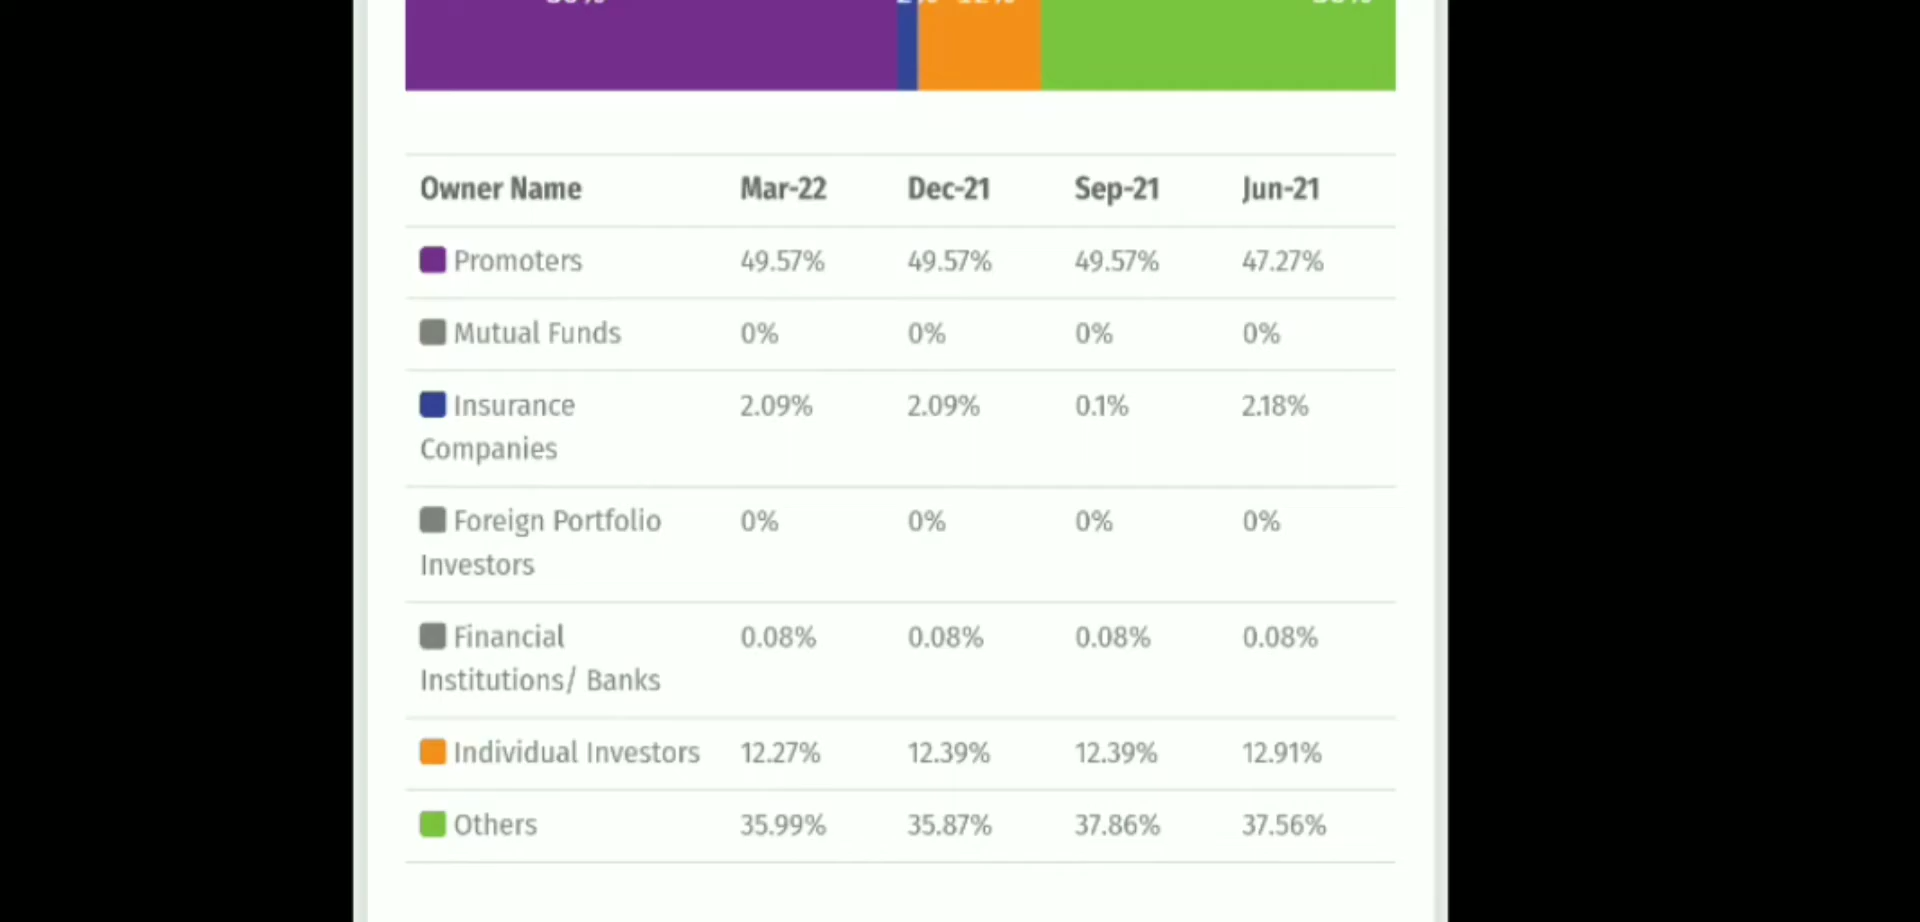 Owner Name Mar-22 Dec-21 Sep-21 Jun-21
Promoters 49.57% 49.57% 49.57% 47.27%
Mutual Funds 0% 0% 0% 0%
Insurance 2.09% 2.09% 0.1% 2.18%
Companies
Foreign Portfolio 0% 0% 0% 0%
Investors
Financial 0.08% 0.08% 0.08% 0.08%
Institutions/ Banks
Individual Investors 12.27% 12.39% 12.39% 12.91%
Others 35.99% 35.87% 37.86% 37.56%